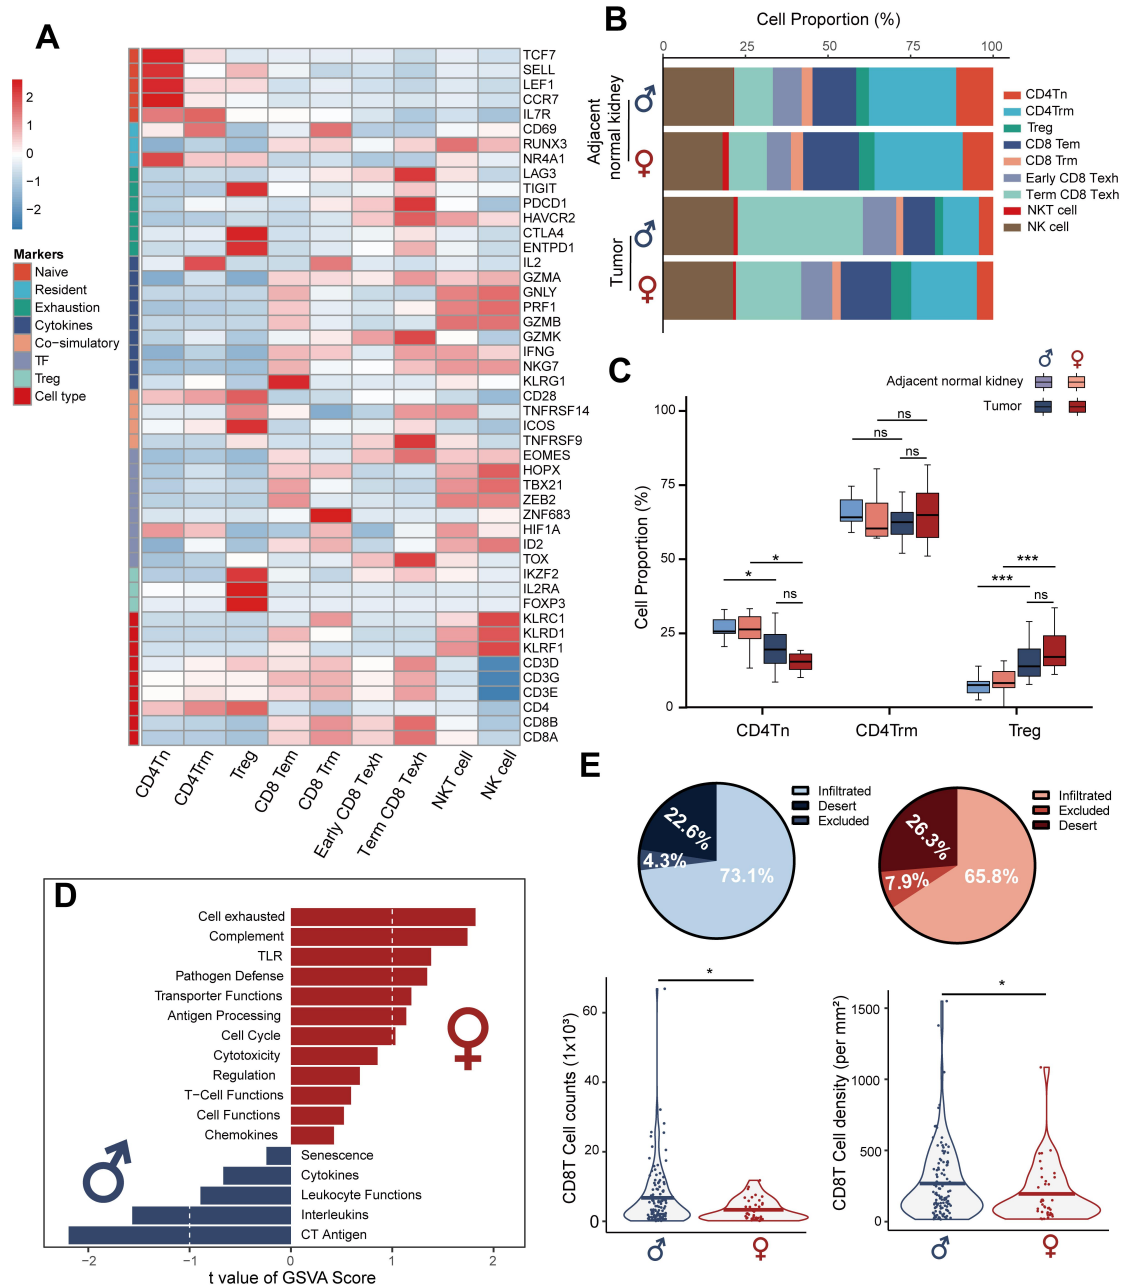 A
2
1
0
−1
−2
Markers
Naive
Resident
Exhaustion
Cytokines
Co-simulatory
TF
Treg
Cell type
TCF7
SELL
LEF1
CCR7
IL7R
CD69
RUNX3
NR4A1
LAG3
TIGIT
PDCD1
HAVCR2
CTLA4
ENTPD1
IL2
GZMA
GNLY
PRF1
GZMB
GZMK
IFNG
NKG7
KLRG1
CD28
TNFRSF14
ICOS
TNFRSF9
EOMES
HOPX
TBX21
ZEB2
ZNF683
HIF1A
ID2
TOX
IKZF2
IL2RA
FOXP3
KLRC1
KLRD1
KLRF1
CD3D
CD3G
CD3E
CD4
CD8B
CD8A
CD4Tn
CD4Trm
Treg
CD8 Tem
CD8 Trm
Early CD8 Texh
Term CD8 Texh
NKT cell
NK cell
B
Cell Proportion (%)
0 25 50 75 100
Adjacent
normal kidney
♂
♀
Tumor
♂
♀
CD4Tn
CD4Trm
Treg
CD8 Tem
CD8 Trm
Early CD8 Texh
Term CD8 Texh
NKT cell
NK cell
C
♂ ♀
Adjacent normal kidney
Tumor
Cell Proportion (%)
100
75
50
25
0
* * ns
ns ns ns
*** *** ns
CD4Tn CD4Trm Treg
D
Cell exhausted
Complement
TLR
Pathogen Defense
Transporter Functions
Antigen Processing
Cell Cycle
Cytotoxicity
Regulation
T−Cell Functions
Cell Functions
Chemokines
Senescence
Cytokines
Leukocyte Functions
Interleukins
CT Antigen
♀
♂
−2 −1 0 1 2
t value of GSVA Score
E
22.6%
4.3%
73.1%
Infiltrated
Desert
Excluded
26.3%
7.9%
65.8%
Infiltrated
Excluded
Desert
CD8T Cell counts (1x10³)
60
40
20
0
*
♂ ♀
CD8T Cell density (per mm²)
1500
1000
500
0
*
♂ ♀